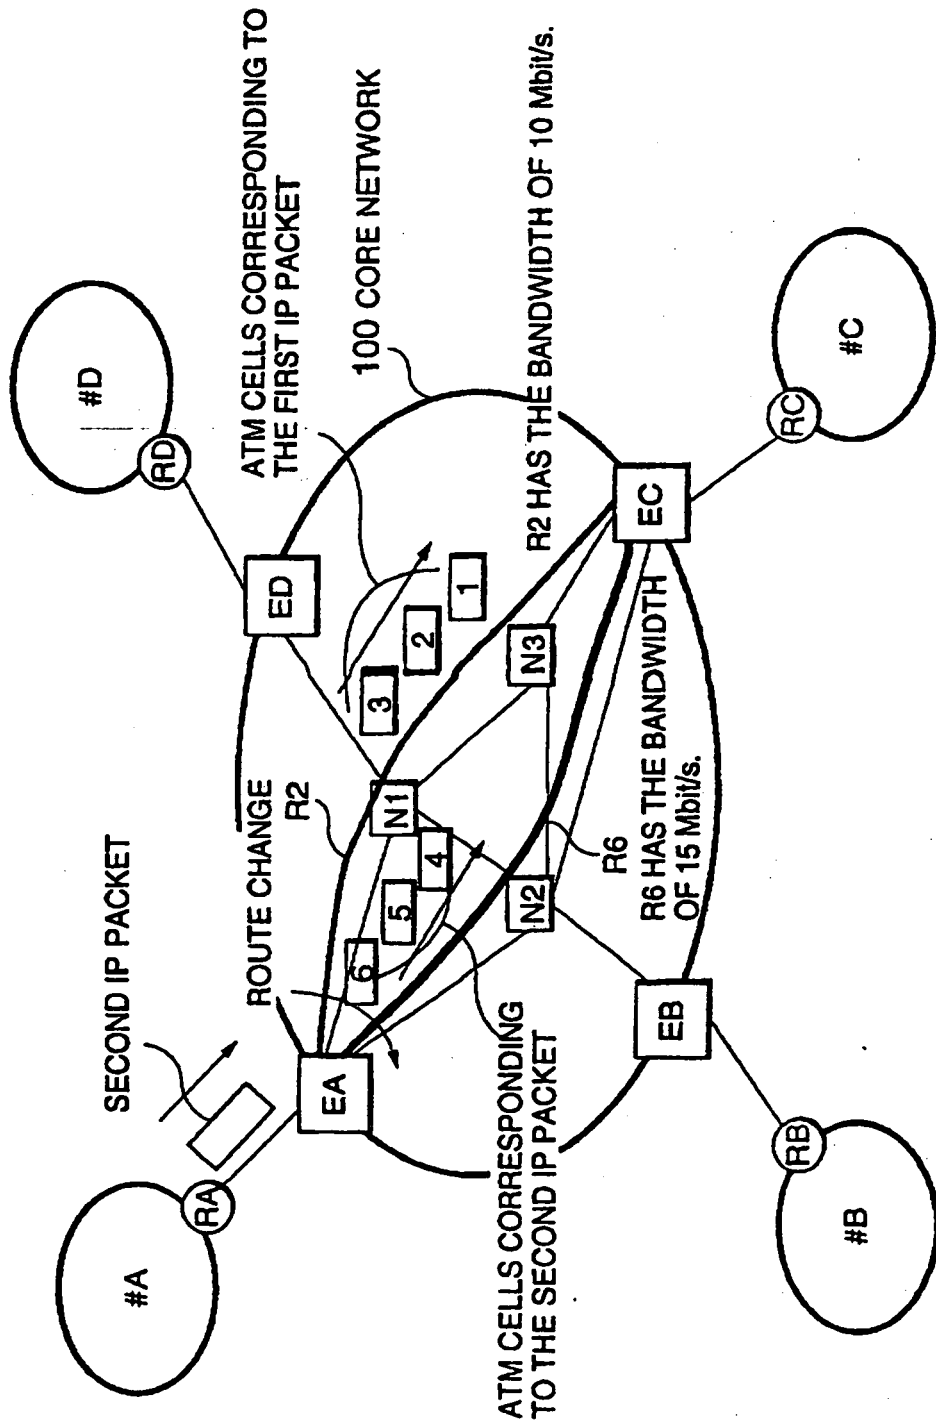 #A
RA
SECOND IP PACKET
EA
ROUTE CHANGE
R2
#D
RD
ED
ATM CELLS CORRESPONDING TO
THE FIRST IP PACKET
100 CORE NETWORK
3
2
1
N1
6
5
4
N2
N3
R2 HAS THE BANDWIDTH OF 10 Mbit/s.
R6
R6 HAS THE BANDWIDTH
OF 15 Mbit/s.
ATM CELLS CORRESPONDING
TO THE SECOND IP PACKET
EB
RB
#B
EC
RC
#C